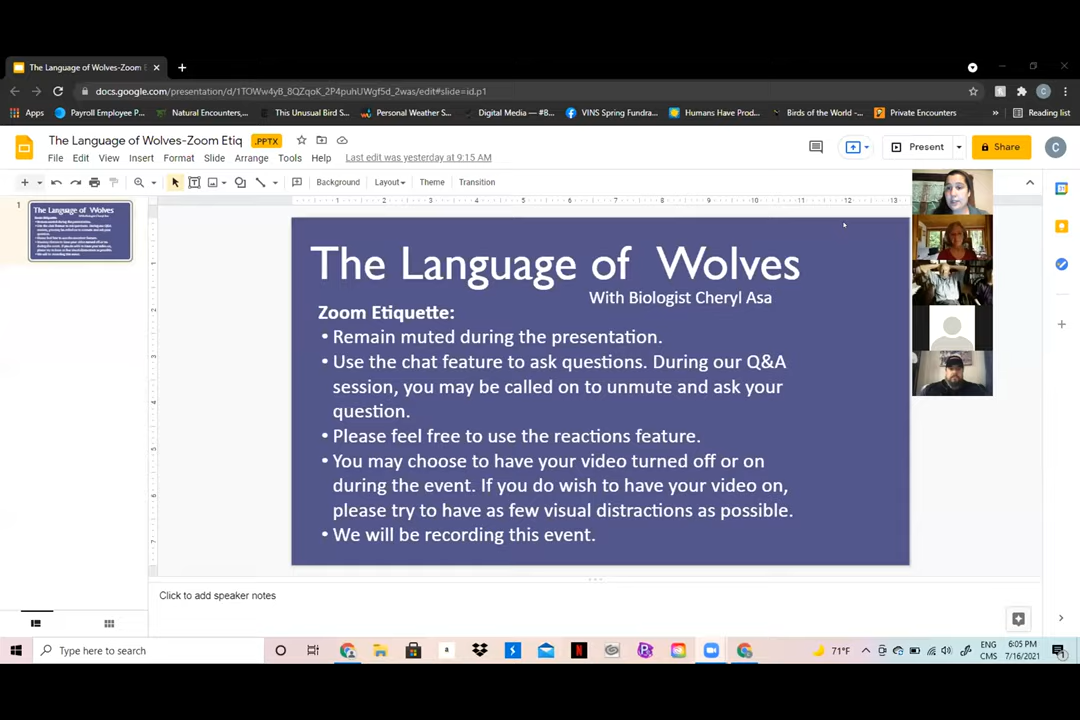 The Language of Wolves-Zoom E
docs.google.com/presentation/d/1TOWw4yB_8QZqoK_2P4puhUWgf5d_2was/edit#slide=id.p1
Apps
Payroll Employee P...
Natural Encounters,...
This Unusual Bird S...
Personal Weather S...
Digital Media — #B...
VINS Spring Fundra...
Humans Have Prod...
Birds of the World -...
Private Encounters
»
Reading list
The Language of Wolves-Zoom Etiq
.PPTX
File Edit View Insert Format Slide Arrange Tools Help
Last edit was yesterday at 9:15 AM
Present
Share
C
Background Layout Theme Transition
1
The Language of Wolves
With Biologist Cheryl Asa
Zoom Etiquette:
• Remain muted during the presentation.
• Use the chat feature to ask questions. During our Q&A
session, you may be called on to unmute and ask your
question.
• Please feel free to use the reactions feature.
• You may choose to have your video turned off or on
during the event. If you do wish to have your video on,
please try to have as few visual distractions as possible.
• We will be recording this event.
Click to add speaker notes
Type here to search
71°F
ENG
CMS
6:05 PM
7/16/2021